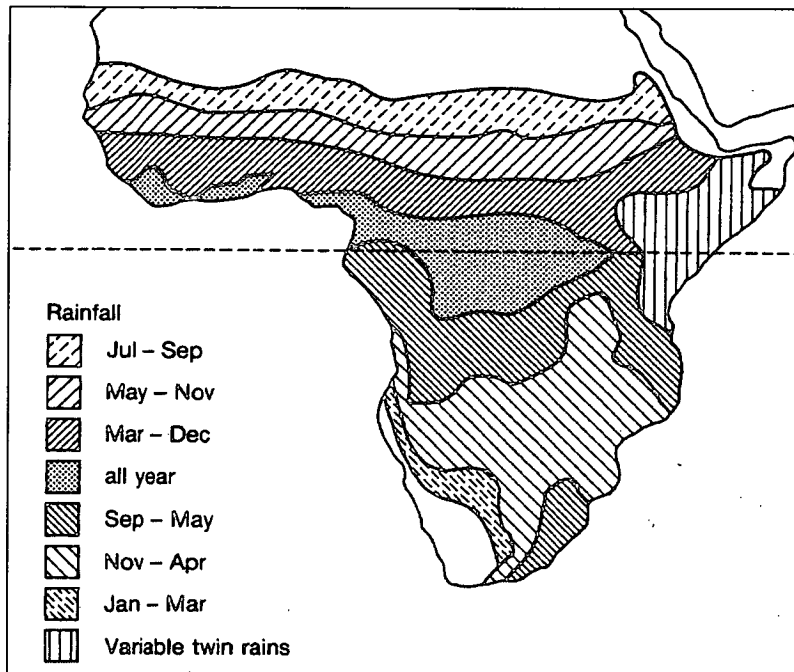 Rainfall
Jul – Sep
May – Nov
Mar – Dec
all year
Sep – May
Nov – Apr
Jan – Mar
Variable twin rains